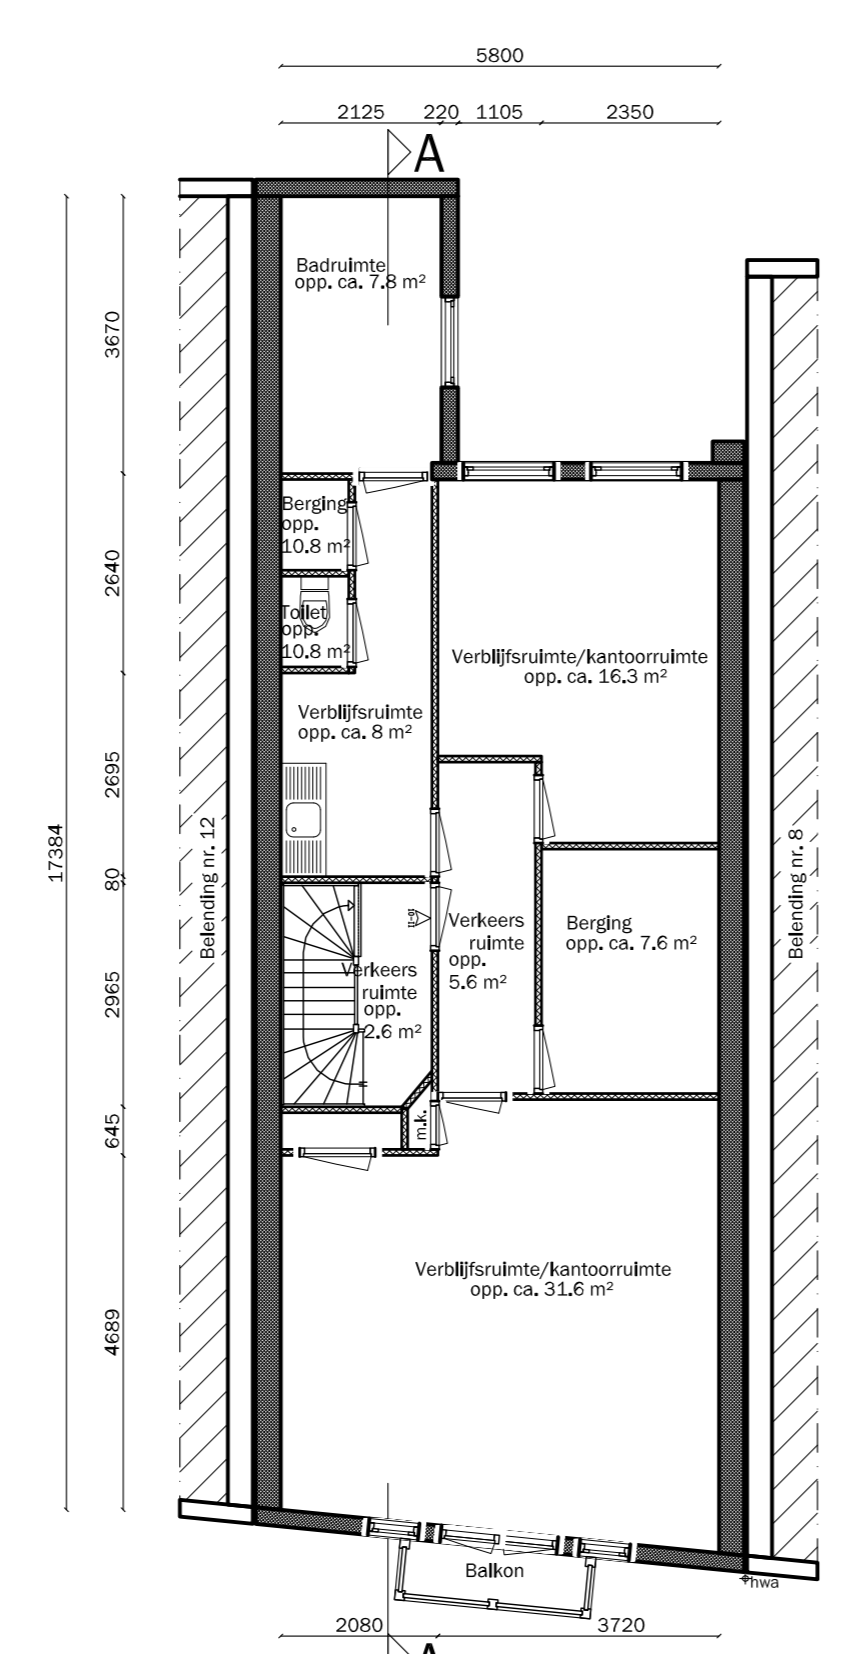 5800
2125 220 1105 2350
A
Badruimte
opp. ca. 7.8 m²
3670
Berging
opp.
10.8 m²
2640
Toilet
opp.
10.8 m²
Verblijfsruimte/kantoorruimte
opp. ca. 16.3 m²
Verblijfsruimte
opp. ca. 8 m²
2695
17384
80
Belending nr. 12
Belending nr. 8
Verkeers
ruimte
opp.
5.6 m²
Berging
opp. ca. 7.6 m²
Verkeers
ruimte
opp.
2.6 m²
2965
645
m.k.
Verblijfsruimte/kantoorruimte
opp. ca. 31.6 m²
4689
Balkon
hwa
2080 3720
A